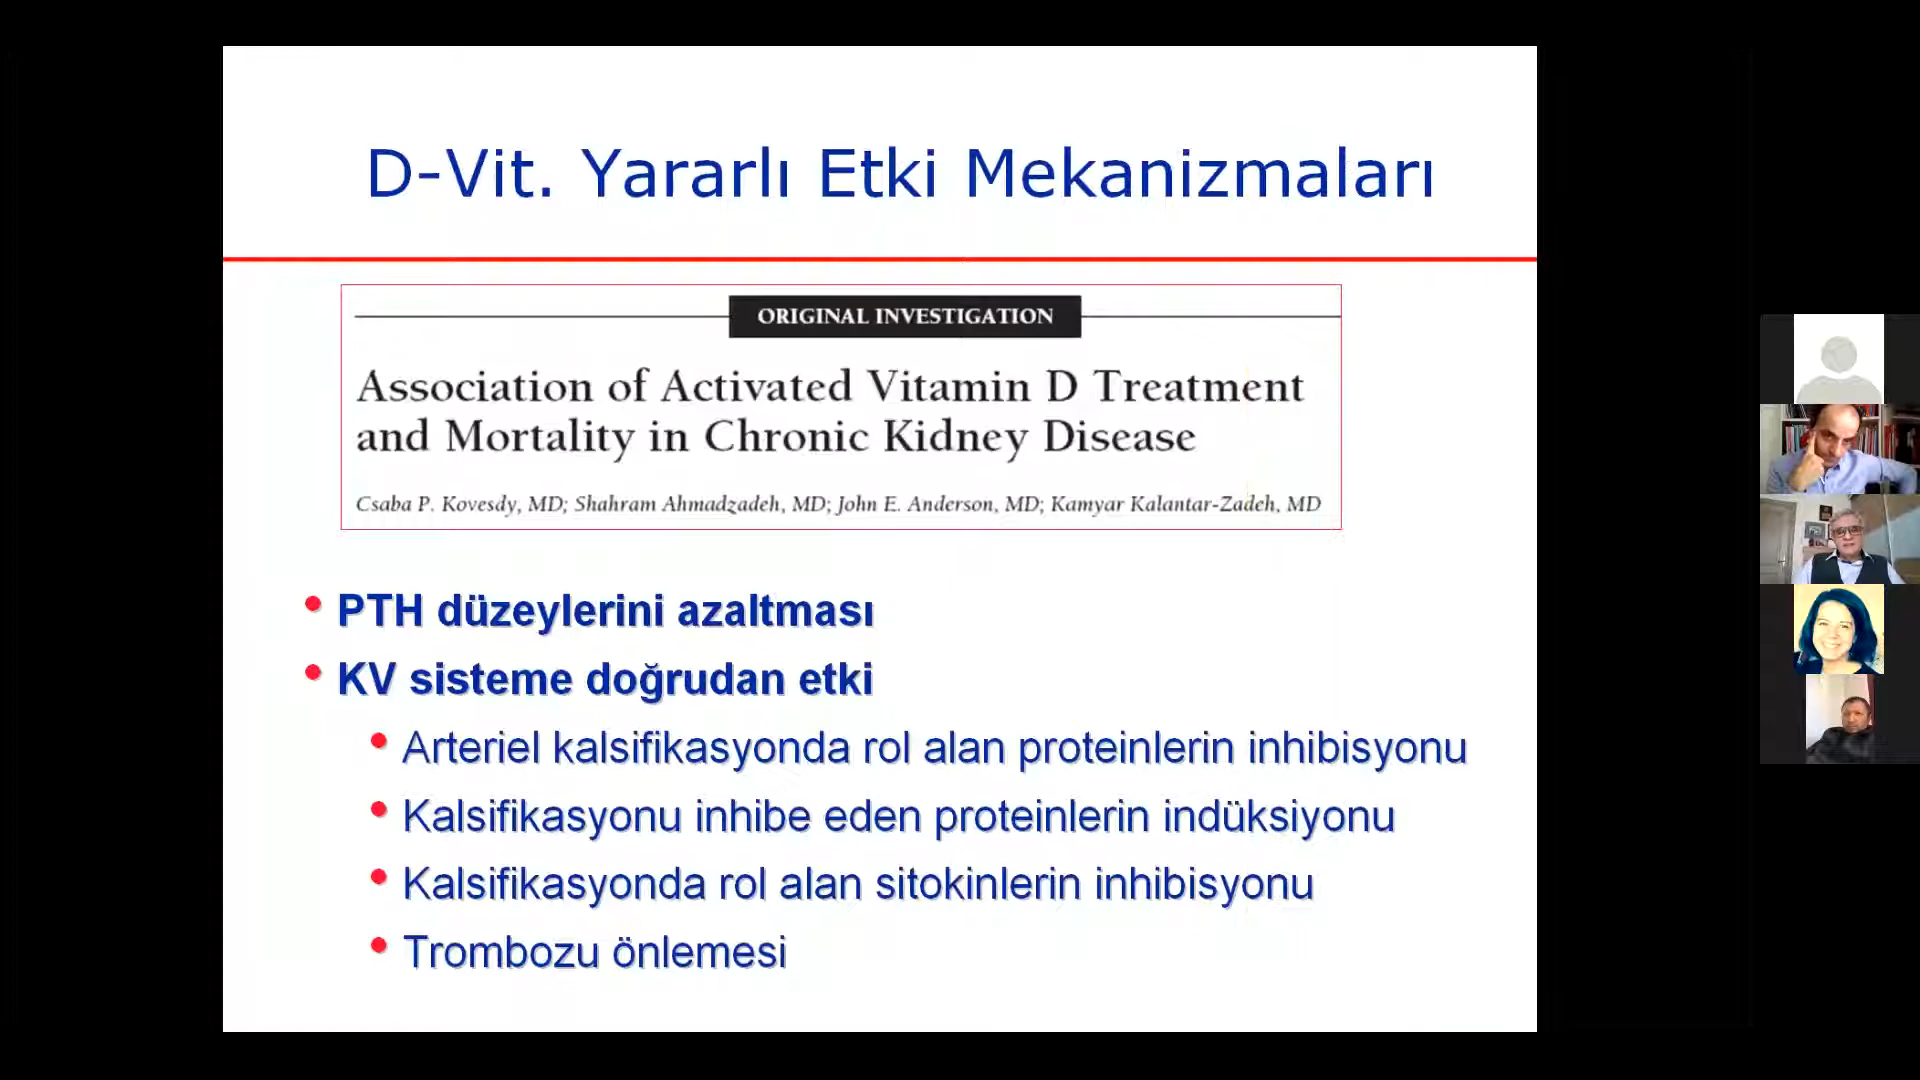 D-Vit. Yararlı Etki Mekanizmaları
ORIGINAL INVESTIGATION
Association of Activated Vitamin D Treatment
and Mortality in Chronic Kidney Disease
Csaba P. Kovesdy, MD; Shahram Ahmadzadeh, MD; John E. Anderson, MD; Kamyar Kalantar-Zadeh, MD
• PTH düzeylerini azaltması
• KV sisteme doğrudan etki
• Arteriel kalsifikasyonda rol alan proteinlerin inhibisyonu
• Kalsifikasyonu inhibe eden proteinlerin indüksiyonu
• Kalsifikasyonda rol alan sitokinlerin inhibisyonu
• Trombozu önlemesi